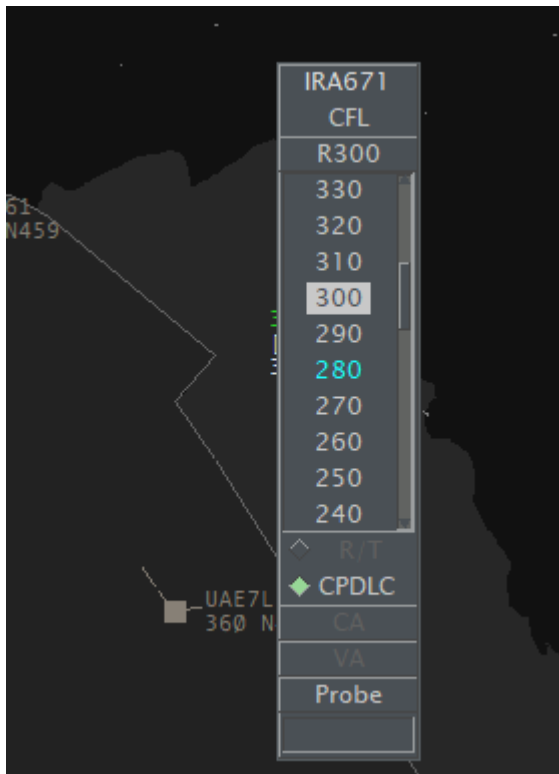 IRA671
CFL
R300
330
320
310
300
290
280
270
260
250
240
R/T
CPDLC
CA
VA
Probe
61
N459
UAE7L
360 N